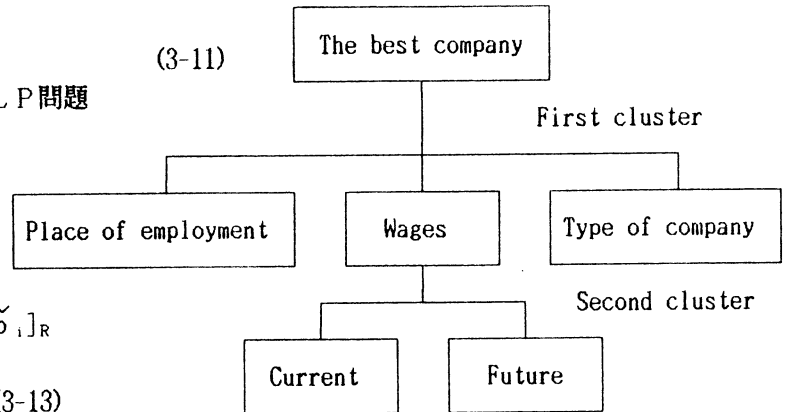 (3-11)
LP問題
]R
(3-13)
The best company
First cluster
Place of employment
Wages
Type of company
Second cluster
Current
Future